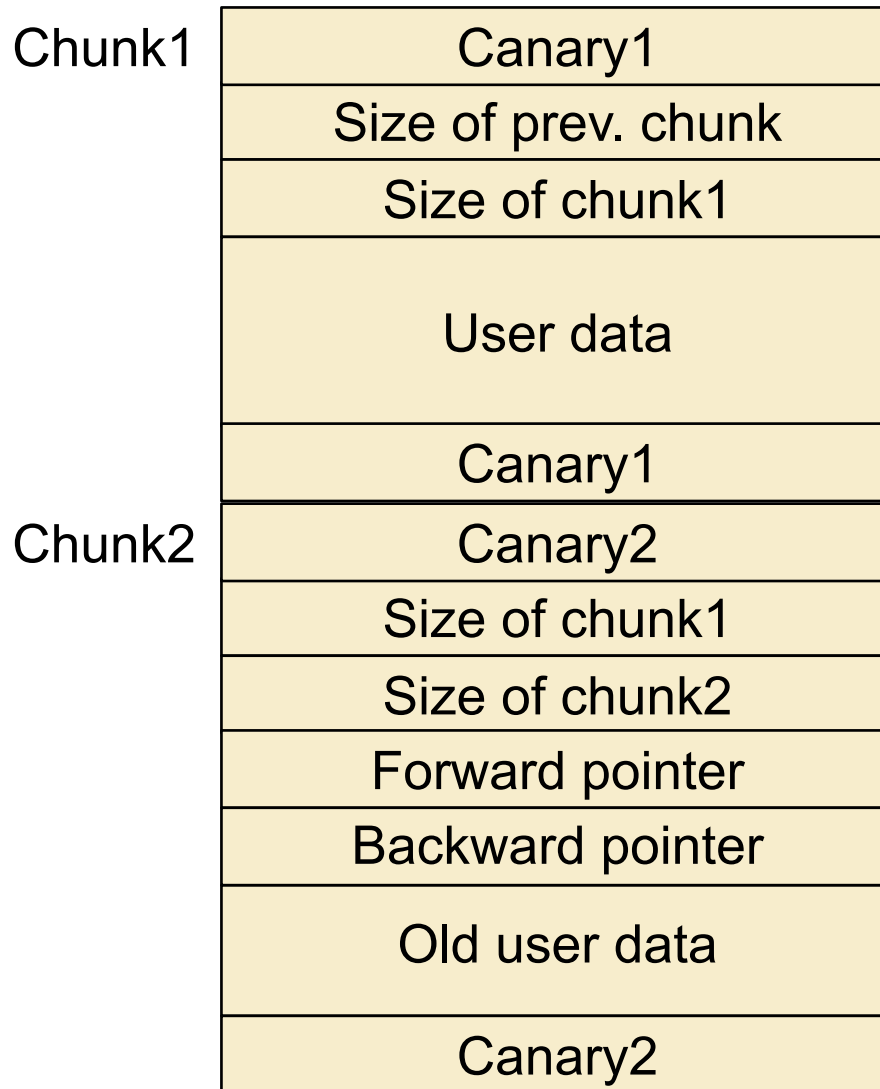 Chunk1
Canary1
Size of prev. chunk
Size of chunk1
User data
Canary1
Chunk2
Canary2
Size of chunk1
Size of chunk2
Forward pointer
Backward pointer
Old user data
Canary2